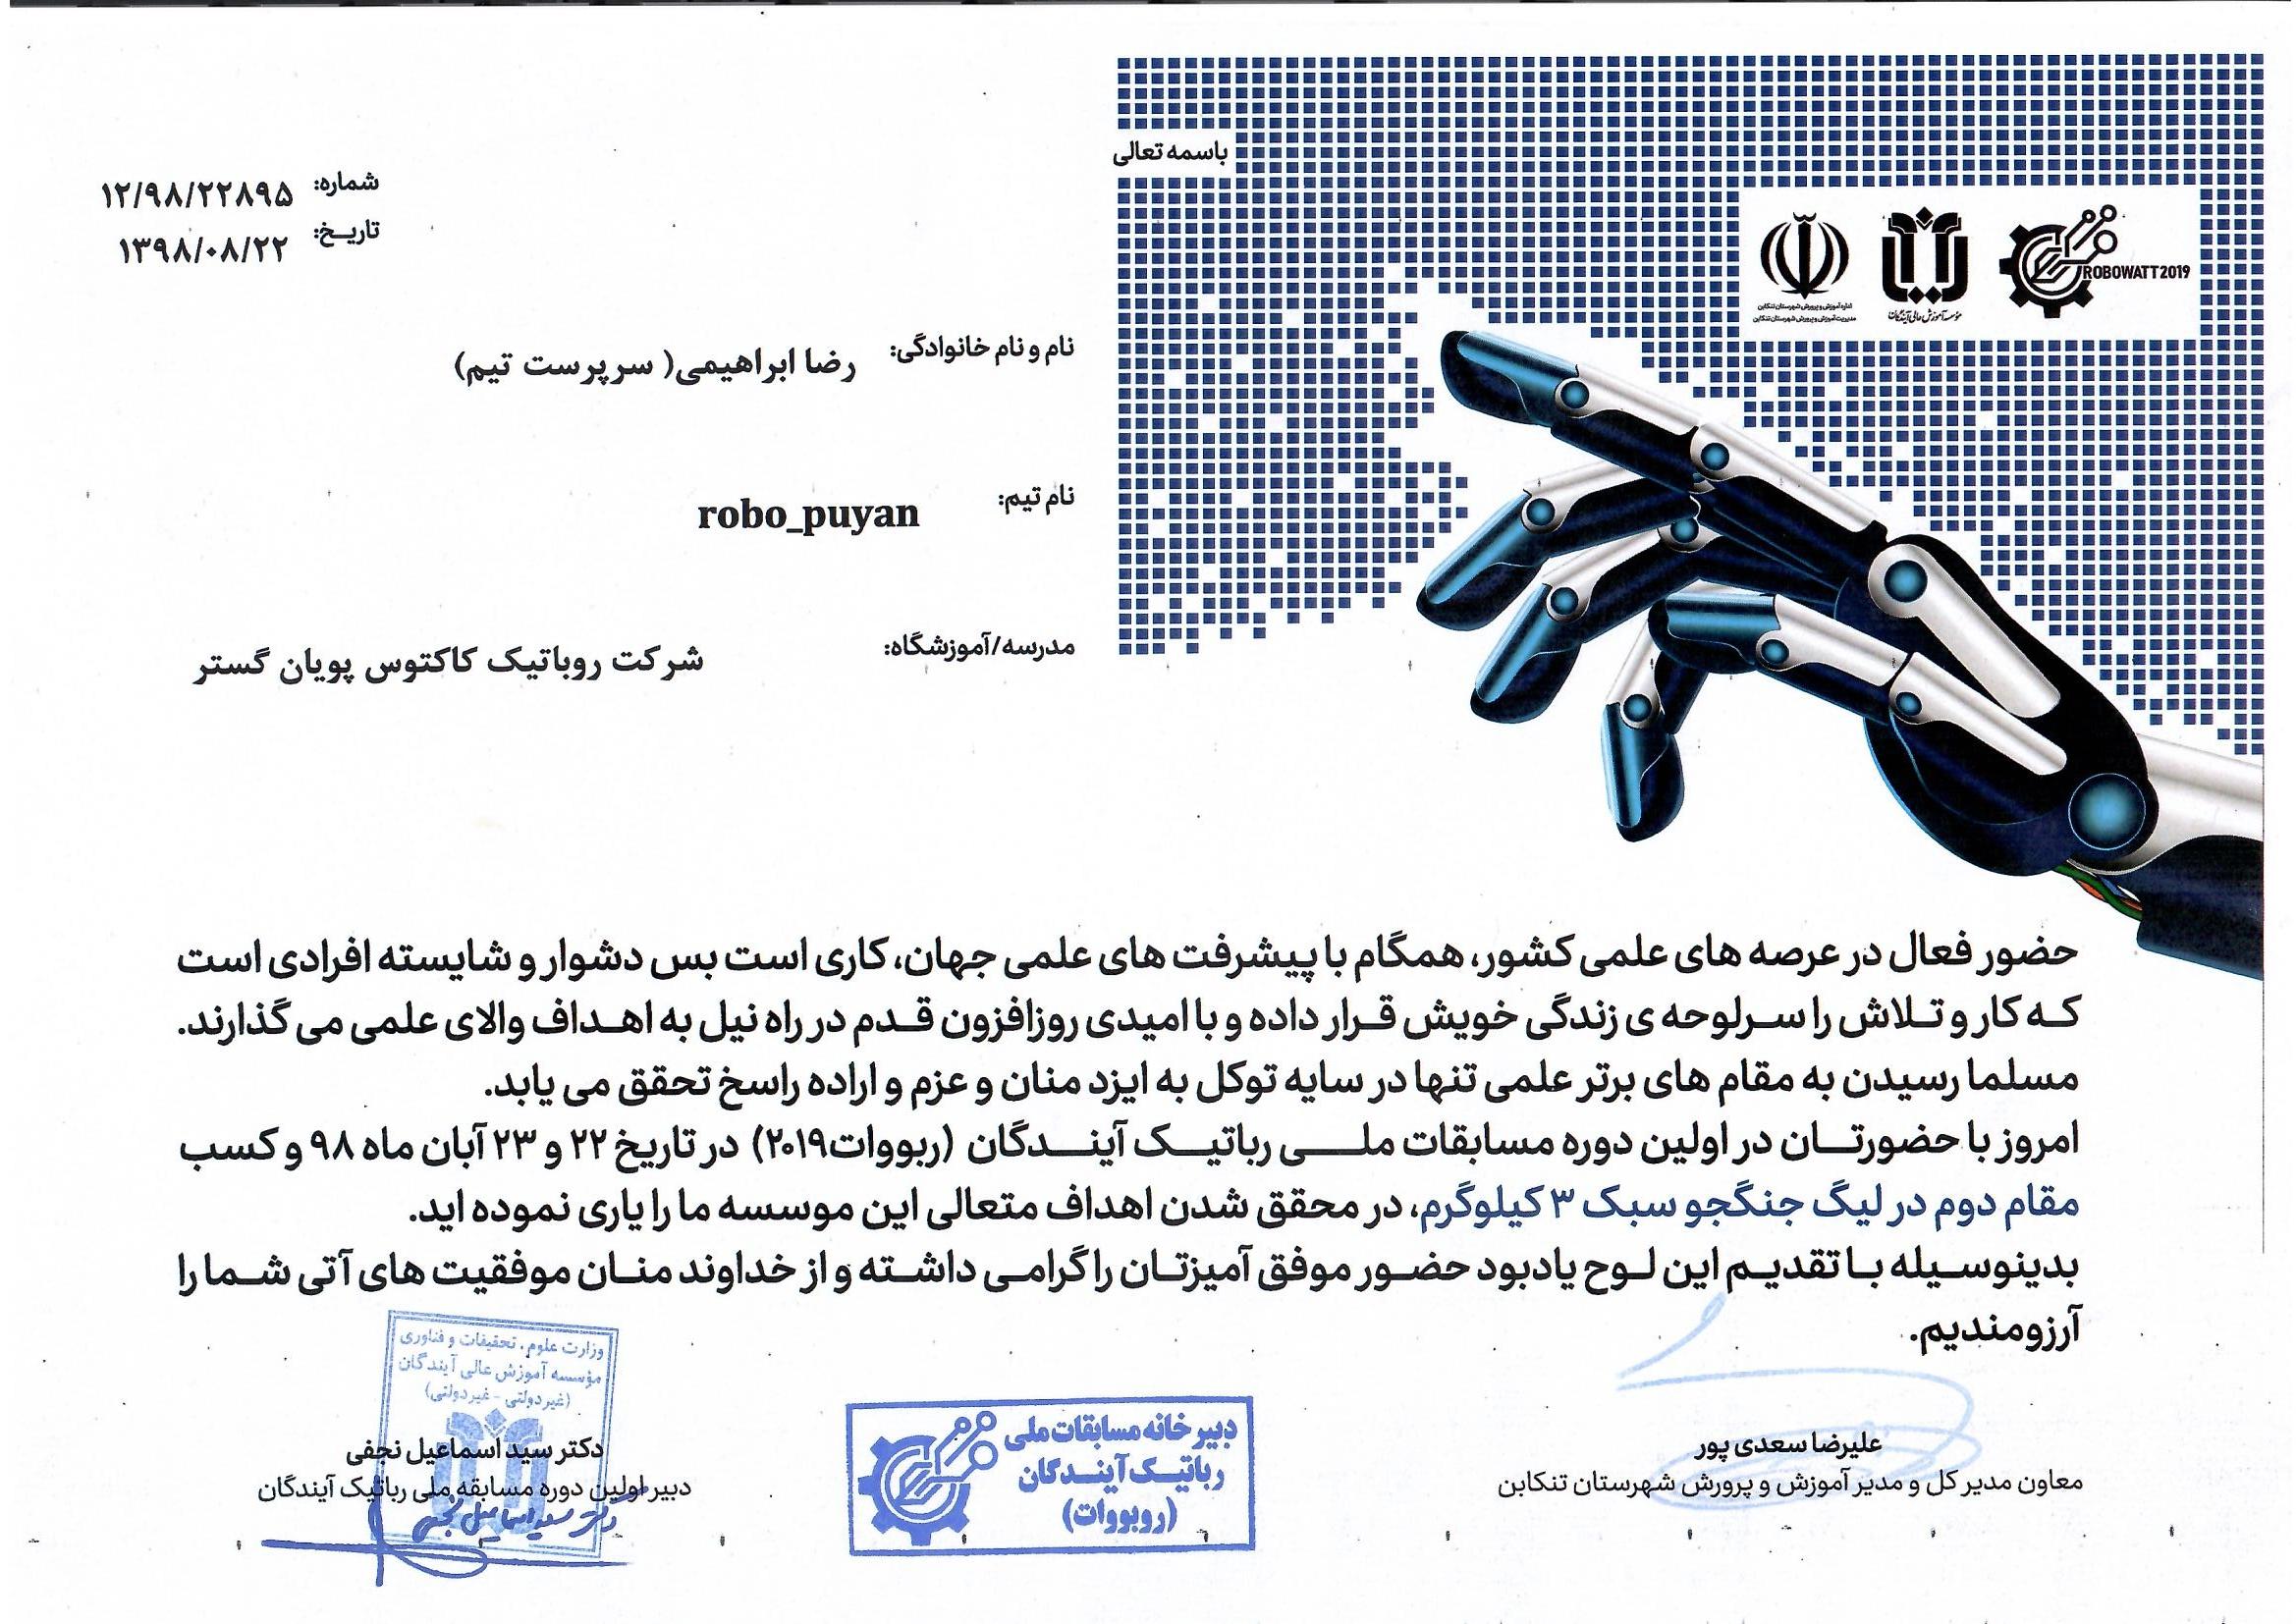 باسمه تعالی
شماره: ۱۲/۹۸/۲۲۸۹۵
تاریخ: ۱۳۹۸/۰۸/۲۲
ROBOWATT2019
مؤسسه آموزش عالی آیندگان
اداره آموزش و پرورش شهرستان تنکابن
مدیریت آموزش و پرورش شهرستان تنکابن
نام و نام خانوادگی: رضا ابراهیمی( سرپرست تیم)
نام تیم: robo_puyan
مدرسه/آموزشگاه: شرکت روباتیک کاکتوس پویان گستر
حضور فعال در عرصه های علمی کشور، همگام با پیشرفت های علمی جهان، کاری است بس دشوار و شایسته افرادی است
که کار و تلاش را سرلوحه ی زندگی خویش قرار داده و با امیدی روزافزون قدم در راه نیل به اهداف والای علمی می گذارند.
مسلما رسیدن به مقام های برتر علمی تنها در سایه توکل به ایزد منان و عزم و اراده راسخ تحقق می یابد.
امروز با حضورتان در اولین دوره مسابقات ملی رباتیک آیندگان (ربووات۲۰۱۹) در تاریخ ۲۲ و ۲۳ آبان ماه ۹۸ و کسب
مقام دوم در لیگ جنگجو سبک ۳ کیلوگرم، در محقق شدن اهداف متعالی این موسسه ما را یاری نموده اید.
بدینوسیله با تقدیم این لوح یادبود حضور موفق آمیزتان را گرامی داشته و از خداوند منان موفقیت های آتی شما را
آرزومندیم.
علیرضا سعدی پور
معاون مدیر کل و مدیر آموزش و پرورش شهرستان تنکابن
دبیرخانه مسابقات ملی
رباتیک آیندگان
(روبووات)
وزارت علوم، تحقیقات و فناوری
مؤسسه آموزش عالی آیندگان
(غیردولتی - غیردولتی)
دکتر سید اسماعیل نجفی
دبیر اولین دوره مسابقه ملی رباتیک آیندگان
دکتر سید اسماعیل نجفی